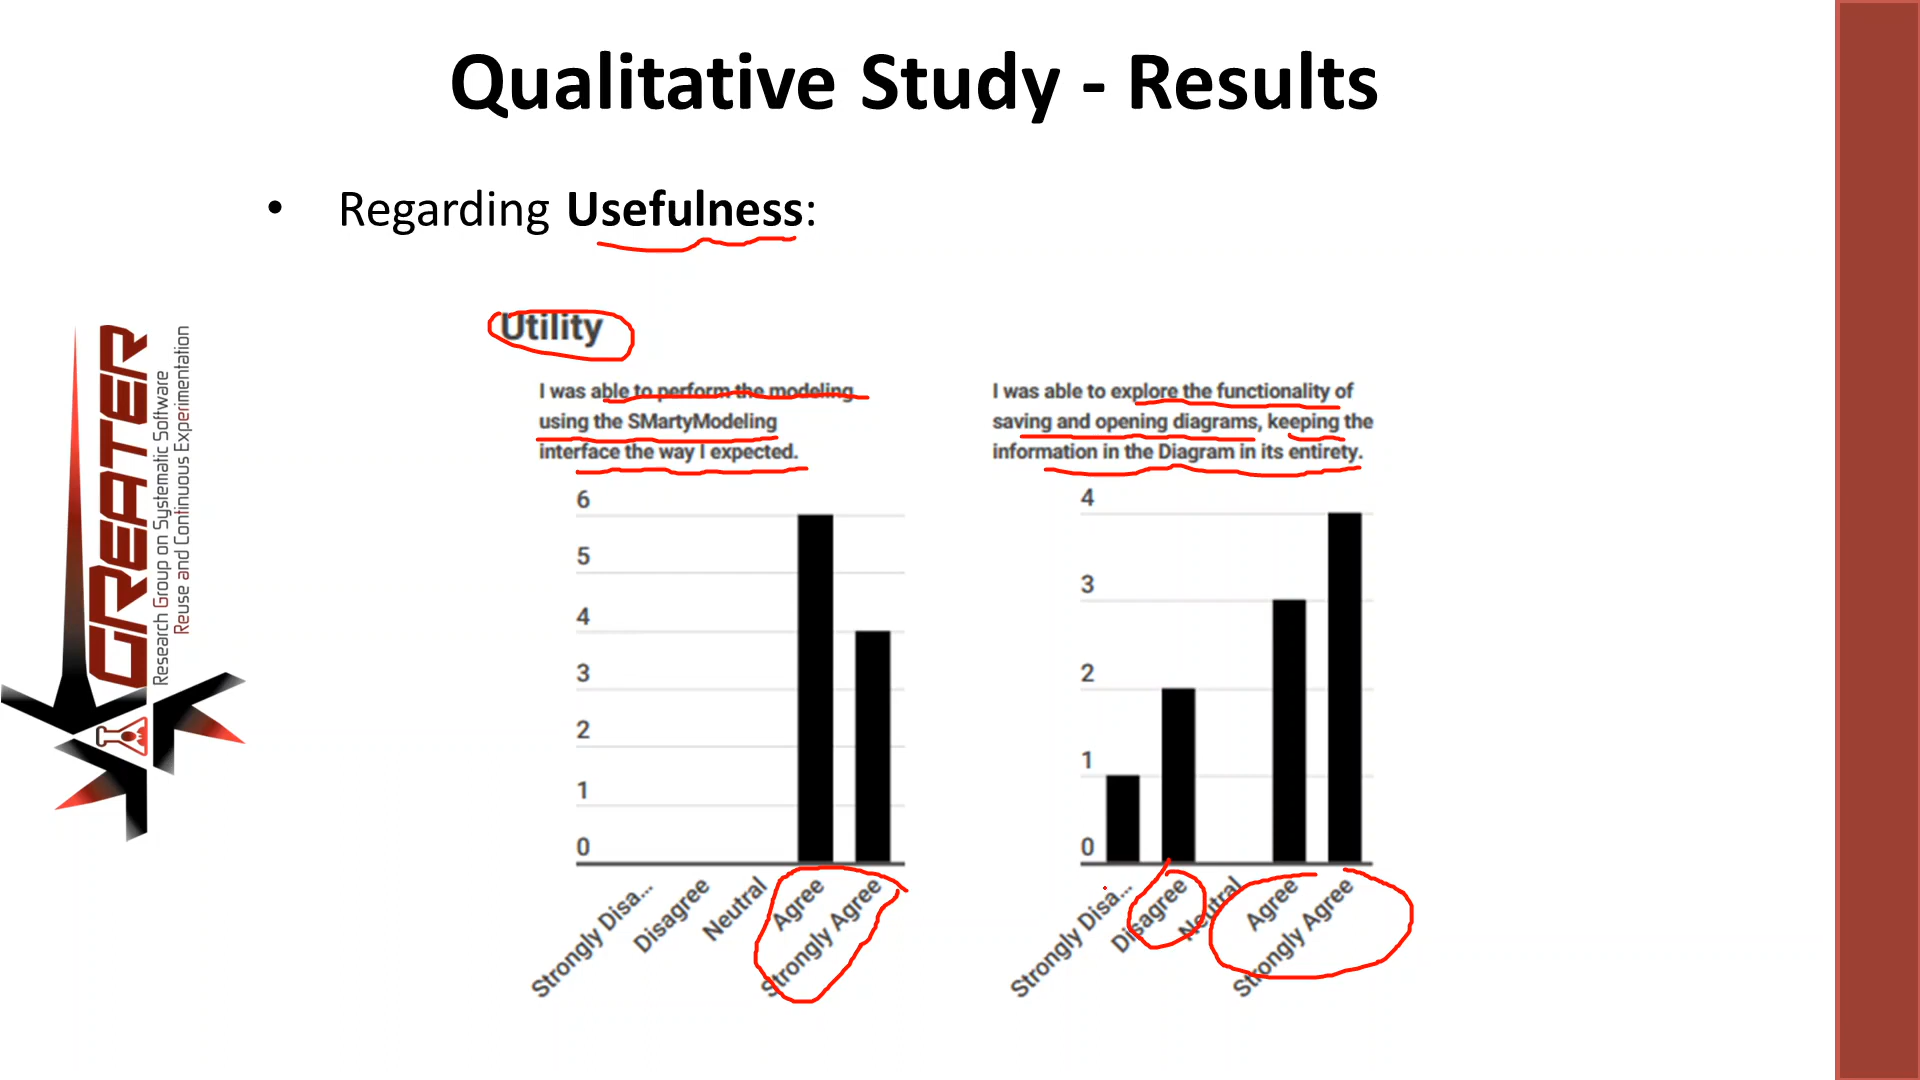 Qualitative Study - Results
• Regarding Usefulness:
Utility
I was able to perform the modeling
using the SMartyModeling
interface the way I expected.
6
5
4
3
2
1
0
Strongly Disa...
Disagree
Neutral
Agree
Strongly Agree
I was able to explore the functionality of
saving and opening diagrams, keeping the
information in the Diagram in its entirety.
4
3
2
1
0
Strongly Disa...
Disagree
Neutral
Agree
Strongly Agree
GREATER
Research Group on Systematic Software
Reuse and Continuous Experimentation